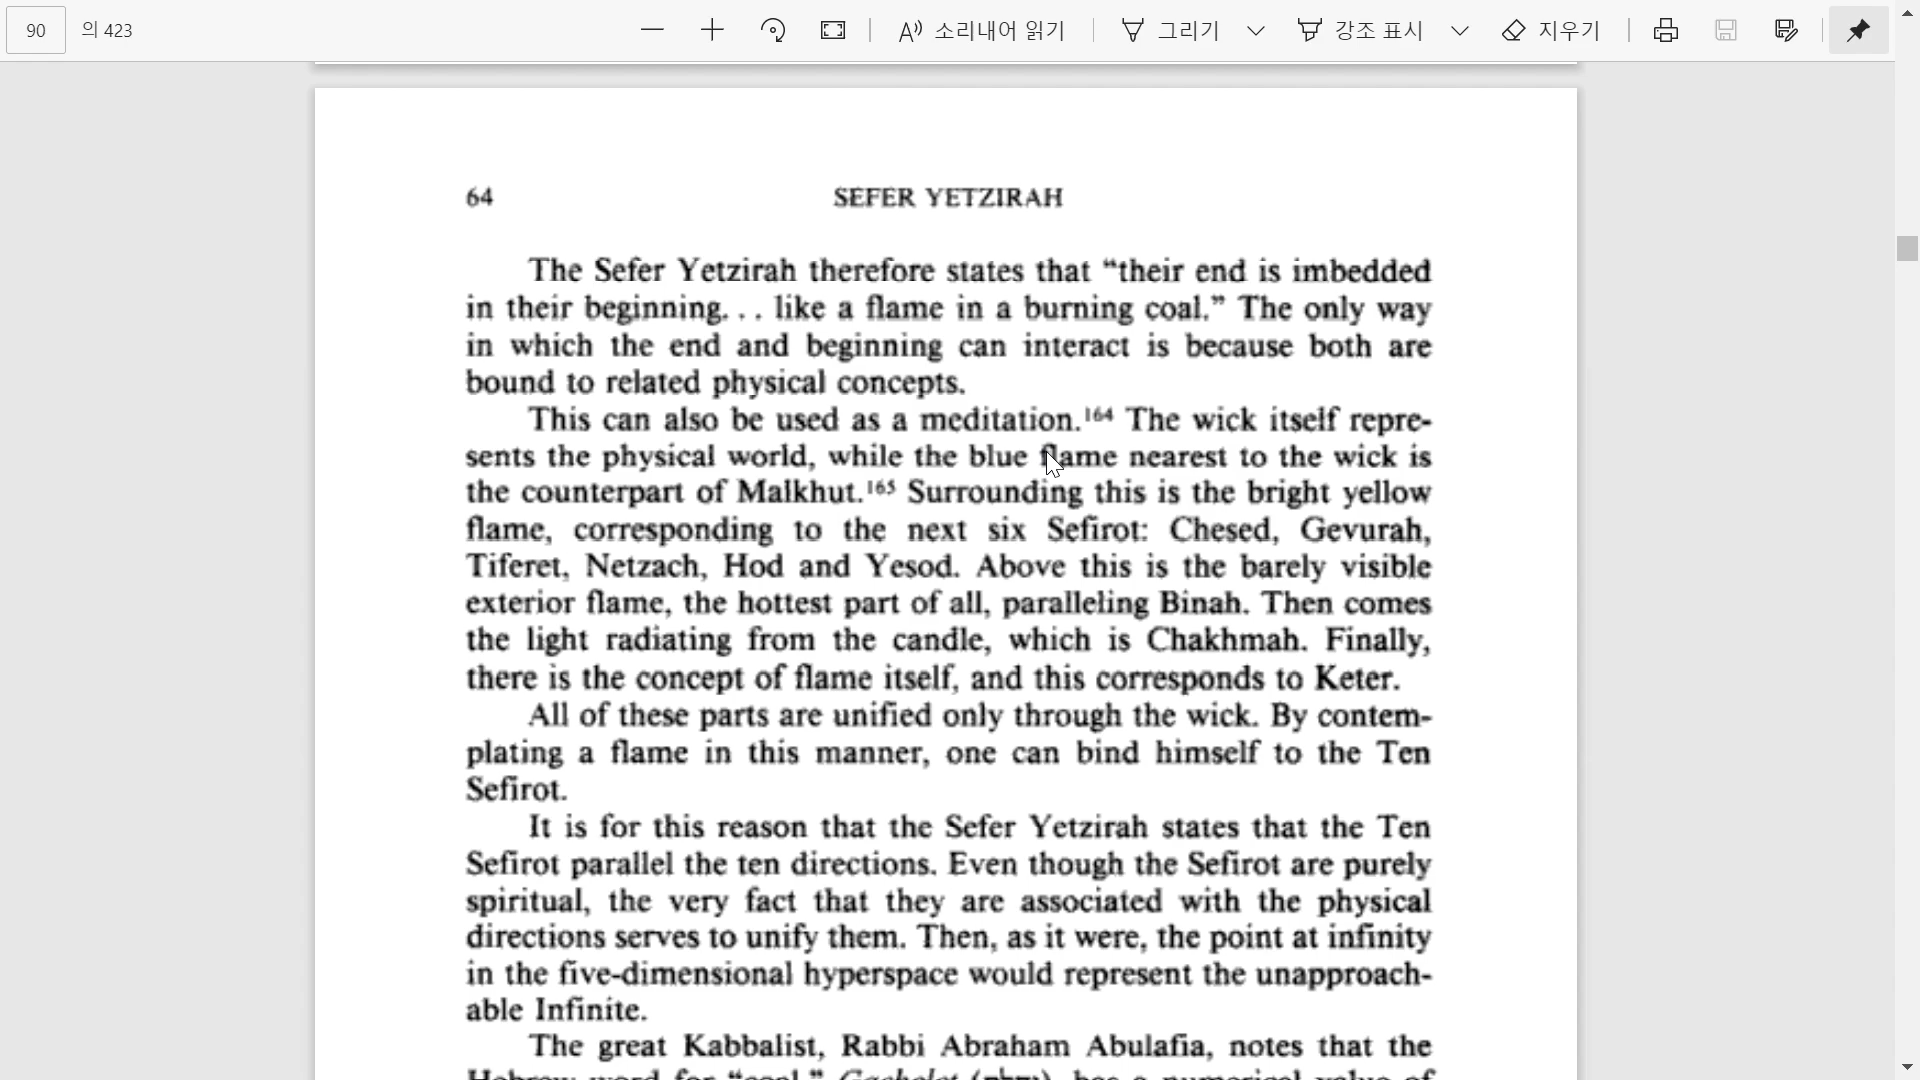 90 의 423 소리내어 읽기 그리기 강조 표시 지우기
64 SEFER YETZIRAH
The Sefer Yetzirah therefore states that “their end is imbedded
in their beginning. . . like a flame in a burning coal.” The only way
in which the end and beginning can interact is because both are
bound to related physical concepts.
This can also be used as a meditation.¹⁶⁴ The wick itself repre-
sents the physical world, while the blue flame nearest to the wick is
the counterpart of Malkhut.¹⁶⁵ Surrounding this is the bright yellow
flame, corresponding to the next six Sefirot: Chesed, Gevurah,
Tiferet, Netzach, Hod and Yesod. Above this is the barely visible
exterior flame, the hottest part of all, paralleling Binah. Then comes
the light radiating from the candle, which is Chakhmah. Finally,
there is the concept of flame itself, and this corresponds to Keter.
All of these parts are unified only through the wick. By contem-
plating a flame in this manner, one can bind himself to the Ten
Sefirot.
It is for this reason that the Sefer Yetzirah states that the Ten
Sefirot parallel the ten directions. Even though the Sefirot are purely
spiritual, the very fact that they are associated with the physical
directions serves to unify them. Then, as it were, the point at infinity
in the five-dimensional hyperspace would represent the unapproach-
able Infinite.
The great Kabbalist, Rabbi Abraham Abulafia, notes that the
Hebrew word for “coal,” Gachelet has a numerical value of